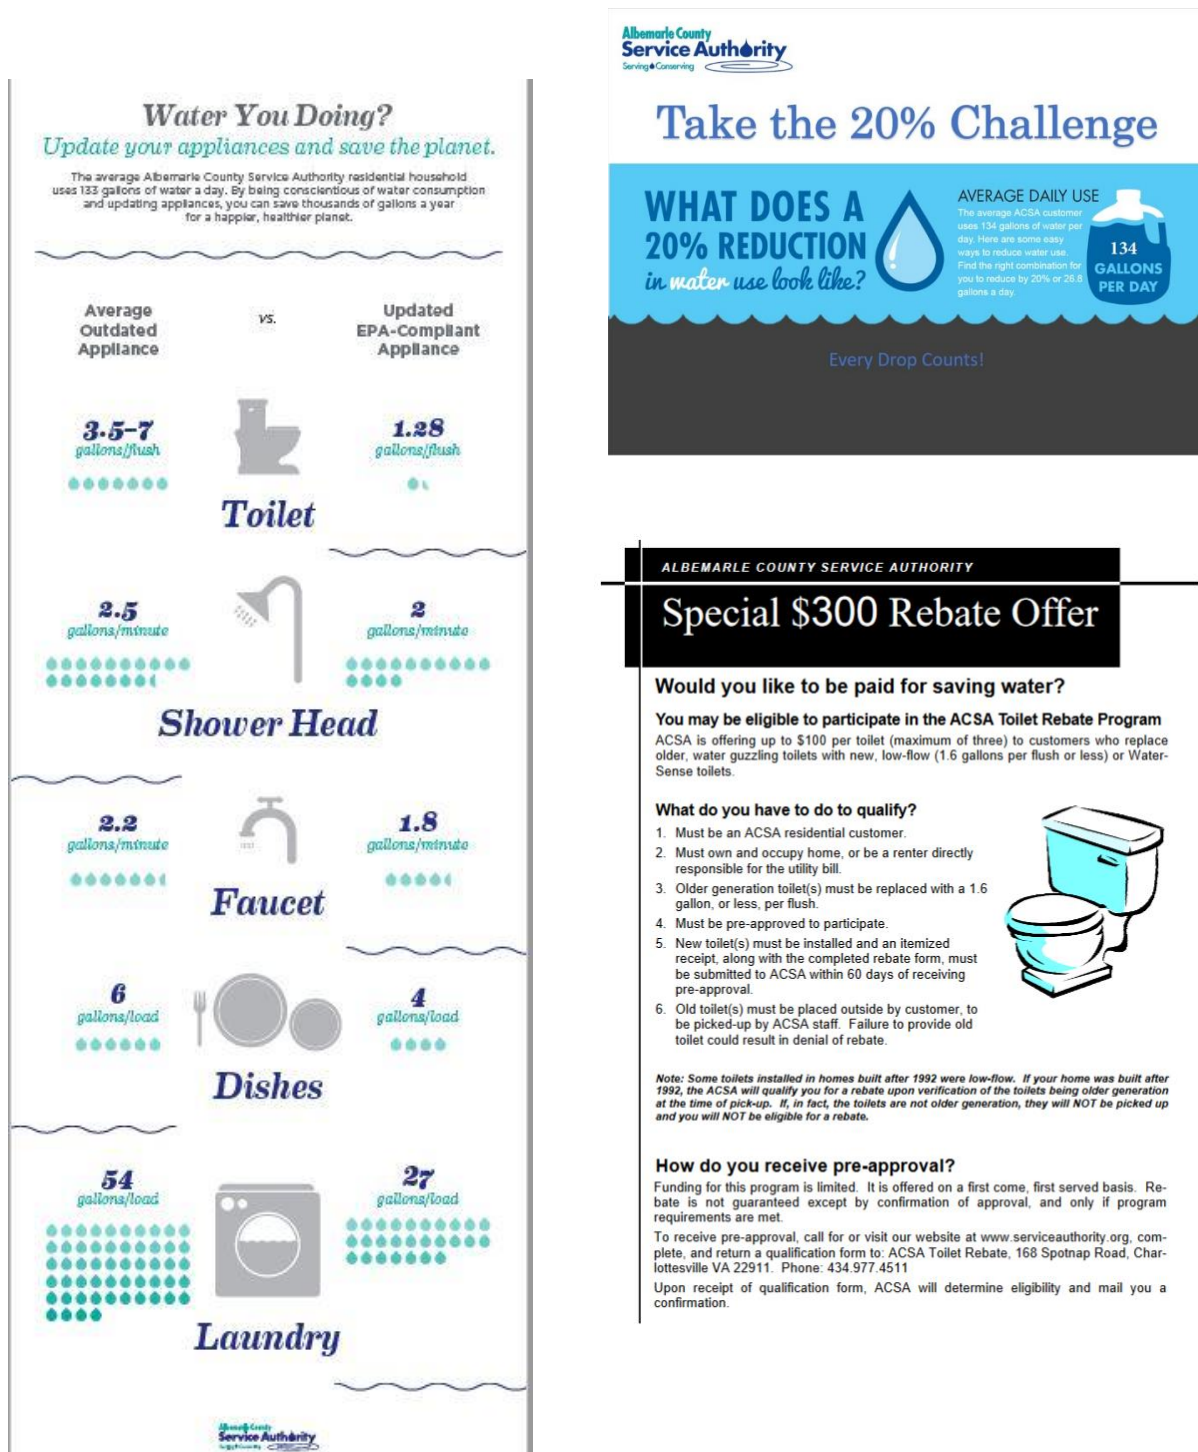 Water You Doing?
Update your appliances and save the planet.
The average Albemarle County Service Authority residential household
uses 133 gallons of water a day. By being conscientious of water consumption
and updating appliances, you can save thousands of gallons a year
for a happier, healthier planet.
Average
Outdated
Appliance
vs.
Updated
EPA-Compliant
Appliance
3.5-7
gallons/flush
1.28
gallons/flush
Toilet
2.5
gallons/minute
2
gallons/minute
Shower Head
2.2
gallons/minute
1.8
gallons/minute
Faucet
6
gallons/load
4
gallons/load
Dishes
54
gallons/load
27
gallons/load
Laundry
Albemarle County
Service Authority
Albemarle County
Service Authority
Serving Conserving
Take the 20% Challenge
WHAT DOES A
20% REDUCTION
in water use look like?
AVERAGE DAILY USE
The average ACSA customer
uses 134 gallons of water per
day. Here are some easy
ways to reduce water use.
Find the right combination for
you to reduce by 20% or 26.8
gallons a day.
134
GALLONS
PER DAY
Every Drop Counts!
ALBEMARLE COUNTY SERVICE AUTHORITY
Special $300 Rebate Offer
Would you like to be paid for saving water?
You may be eligible to participate in the ACSA Toilet Rebate Program
ACSA is offering up to $100 per toilet (maximum of three) to customers who replace
older, water guzzling toilets with new, low-flow (1.6 gallons per flush or less) or Water-
Sense toilets.
What do you have to do to qualify?
1. Must be an ACSA residential customer.
2. Must own and occupy home, or be a renter directly
responsible for the utility bill.
3. Older generation toilet(s) must be replaced with a 1.6
gallon, or less, per flush.
4. Must be pre-approved to participate.
5. New toilet(s) must be installed and an itemized
receipt, along with the completed rebate form, must
be submitted to ACSA within 60 days of receiving
pre-approval.
6. Old toilet(s) must be placed outside by customer, to
be picked-up by ACSA staff. Failure to provide old
toilet could result in denial of rebate.
Note: Some toilets installed in homes built after 1992 were low-flow. If your home was built after
1992, the ACSA will qualify you for a rebate upon verification of the toilets being older generation
at the time of pick-up. If, in fact, the toilets are not older generation, they will NOT be picked up
and you will NOT be eligible for a rebate.
How do you receive pre-approval?
Funding for this program is limited. It is offered on a first come, first served basis. Re-
bate is not guaranteed except by confirmation of approval, and only if program
requirements are met.
To receive pre-approval, call for or visit our website at www.serviceauthority.org, com-
plete, and return a qualification form to: ACSA Toilet Rebate, 168 Spotnap Road, Char-
lottesville VA 22911. Phone: 434.977.4511
Upon receipt of qualification form, ACSA will determine eligibility and mail you a
confirmation.